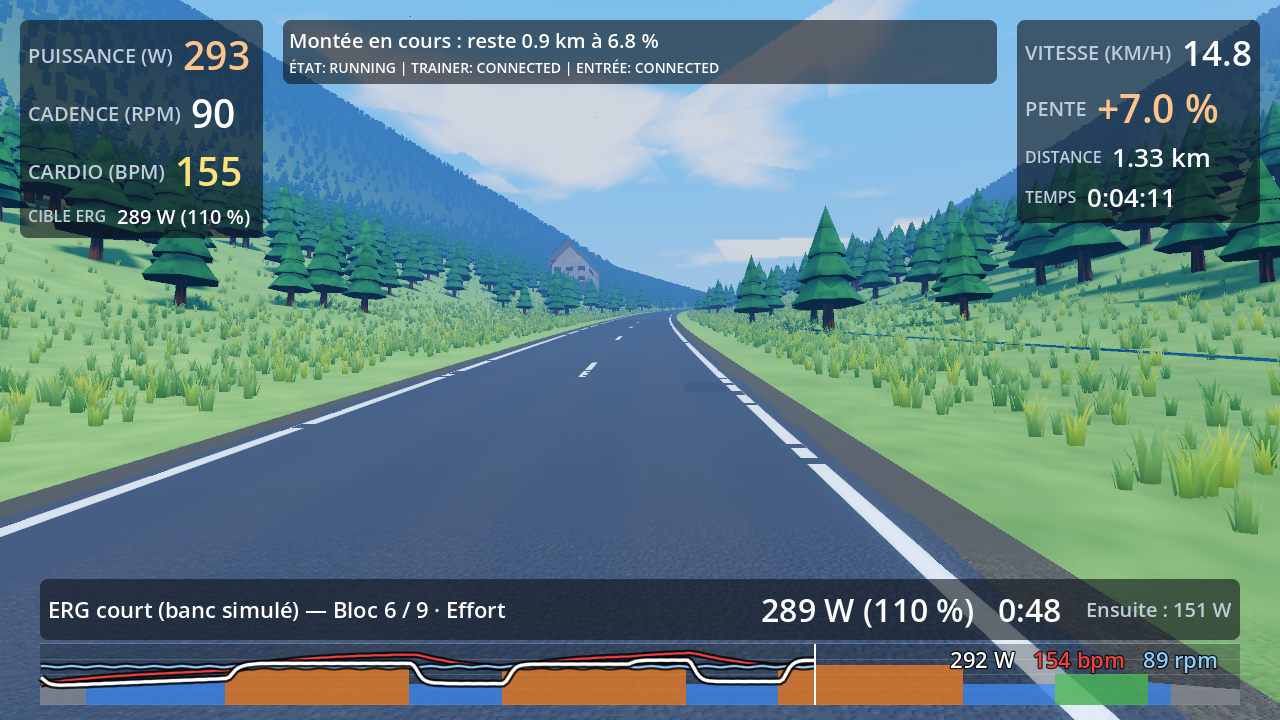 PUISSANCE (W) 293
CADENCE (RPM) 90
CARDIO (BPM) 155
CIBLE ERG 289 W (110 %)
Montée en cours : reste 0.9 km à 6.8 %
ÉTAT: RUNNING | TRAINER: CONNECTED | ENTRÉE: CONNECTED
VITESSE (KM/H) 14.8
PENTE +7.0 %
DISTANCE 1.33 km
TEMPS 0:04:11
ERG court (banc simulé) — Bloc 6 / 9 · Effort 289 W (110 %) 0:48 Ensuite : 151 W
292 W 154 bpm 89 rpm